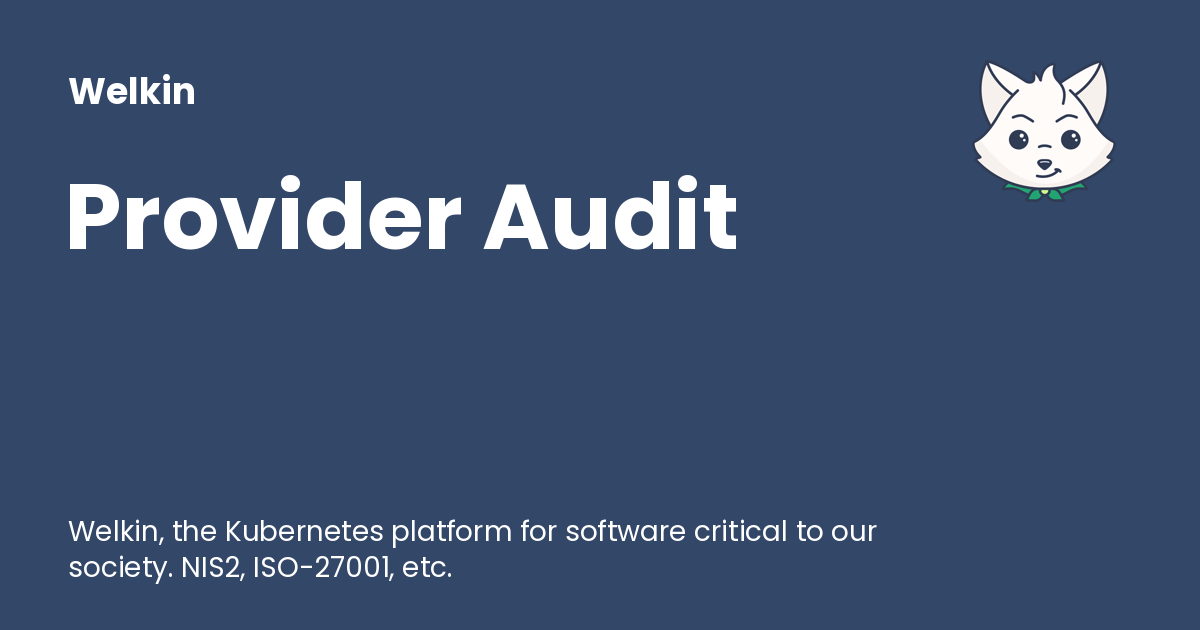 Welkin
Provider Audit
Welkin, the Kubernetes platform for software critical to our
society. NIS2, ISO-27001, etc.